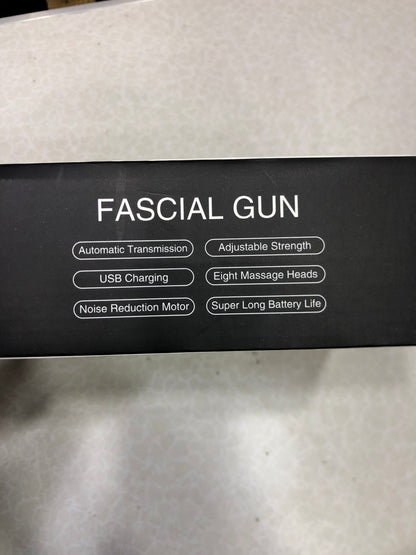 FASCIAL GUN
Automatic Transmission Adjustable Strength
USB Charging Eight Massage Heads
Noise Reduction Motor Super Long Battery Life